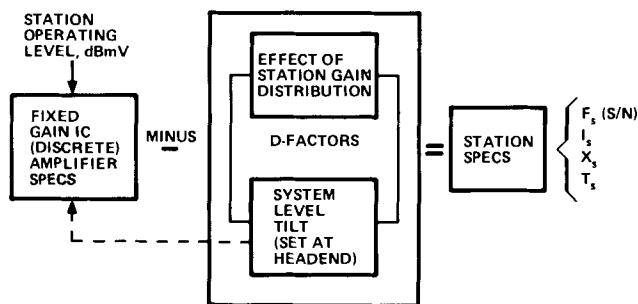 STATION
OPERATING
LEVEL, dBmV
FIXED
GAIN IC
(DISCRETE)
AMPLIFIER
SPECS
MINUS
–
EFFECT OF
STATION GAIN
DISTRIBUTION
D-FACTORS
SYSTEM
LEVEL
TILT
(SET AT
HEADEND)
=
STATION
SPECS
Fs (S/N)
Is
Xs
Ts